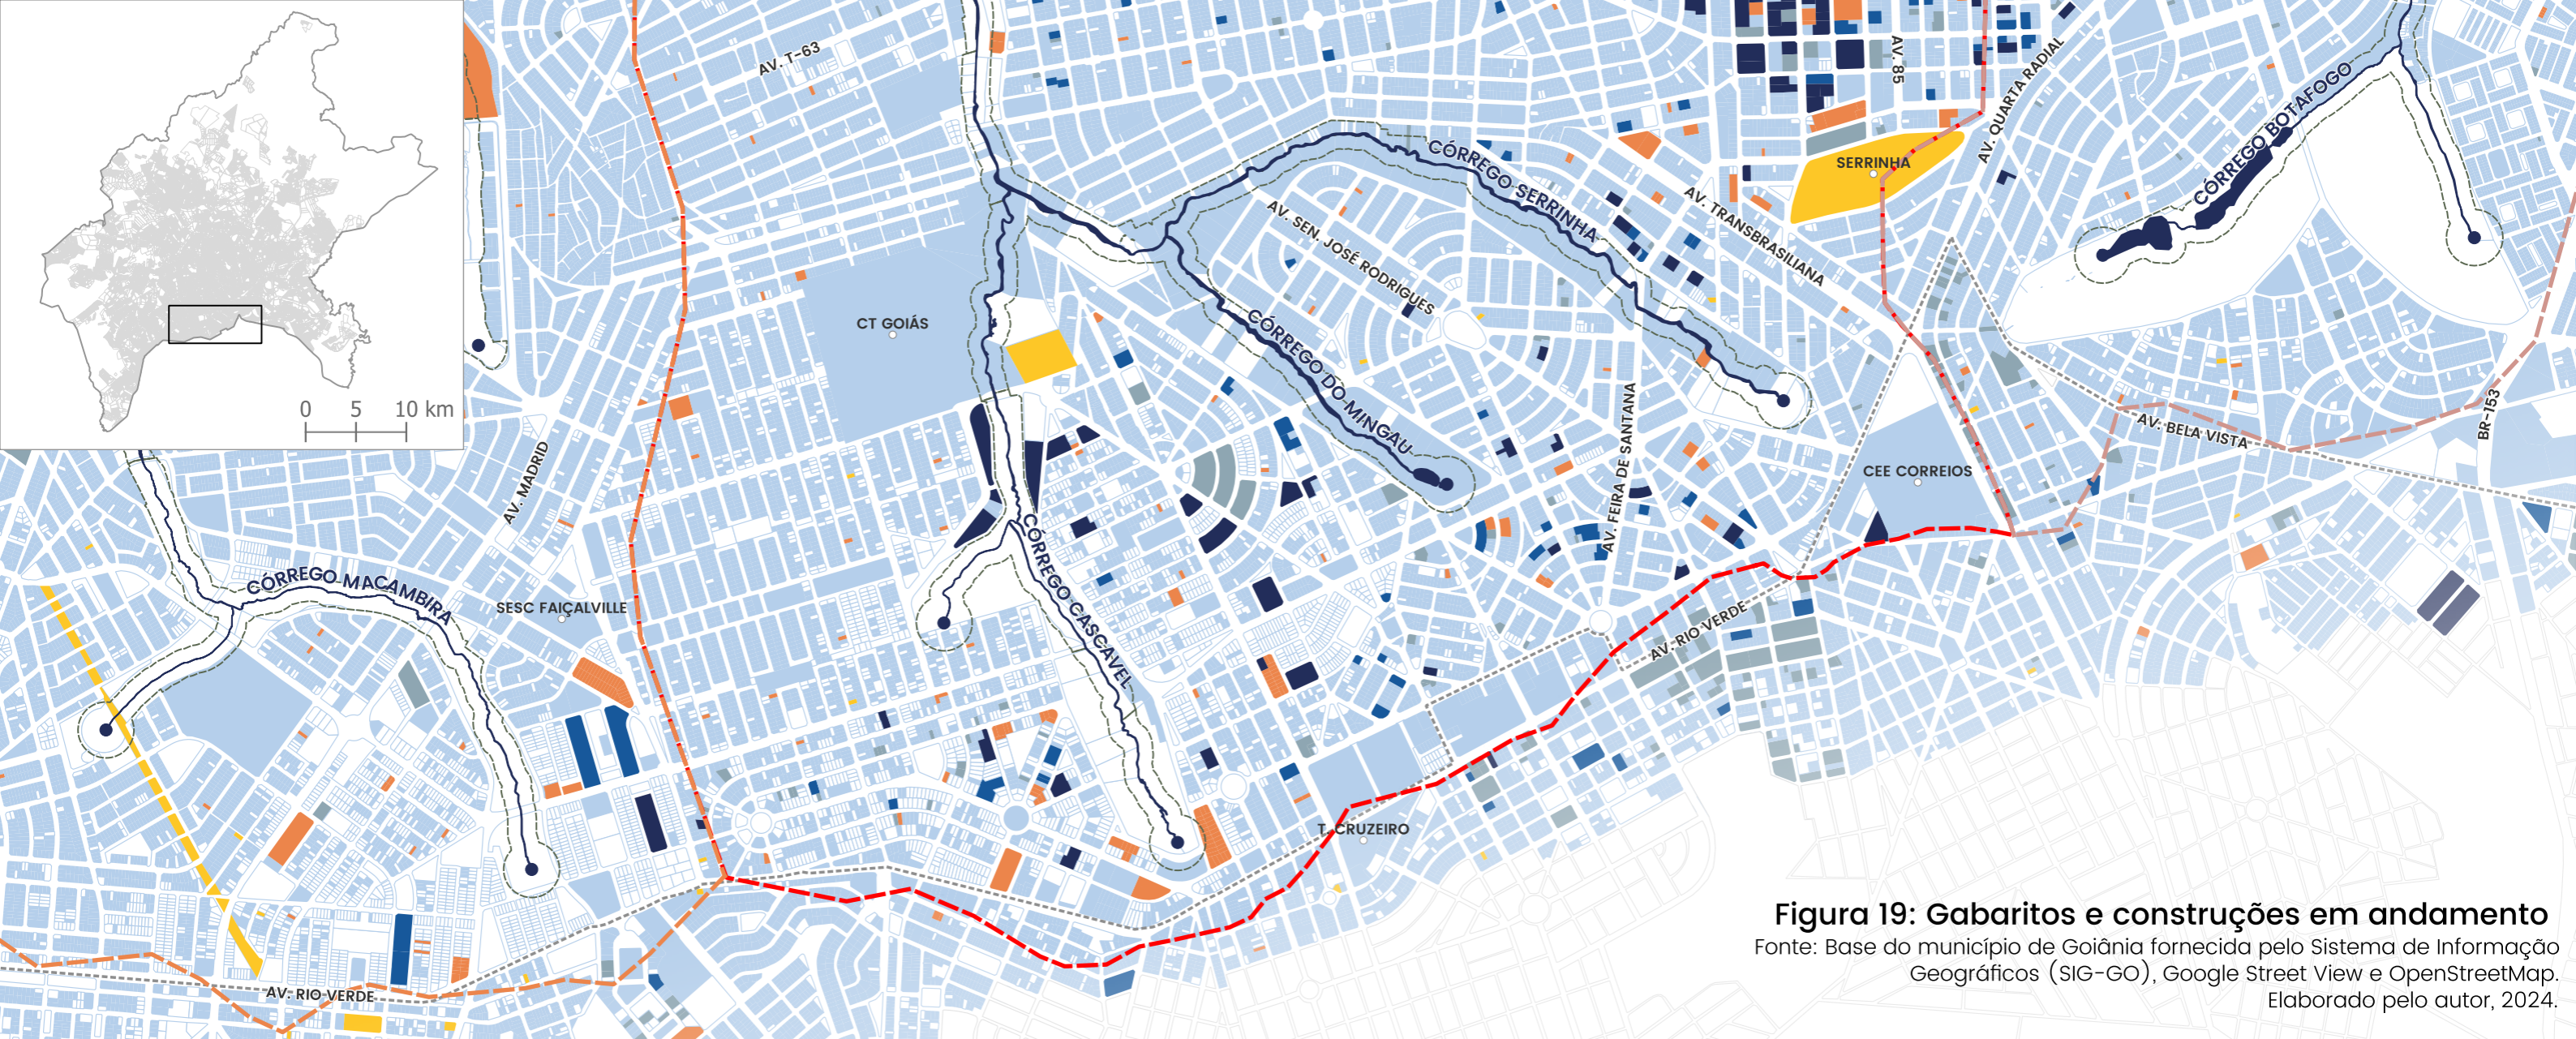 AV. T-63
AV. 85
AV. QUARTA RADIAL
CÓRREGO BOTAFOGO
CÓRREGO SERRINHA
SERRINHA
AV. TRANSBRASILIANA
AV. SEN. JOSÉ RODRIGUES
CT GOIÁS
CÓRREGO DO MINGAU
0 5 10 km
AV. MADRID
AV. FEIRA DE SANTANA
CEE CORREIOS
AV. BELA VISTA
BR-153
CÓRREGO MACAMBIRA
SESC FAIÇALVILLE
CÓRREGO CASCAVEL
AV. RIO VERDE
T. CRUZEIRO
AV. RIO VERDE
Figura 19: Gabaritos e construções em andamento
Fonte: Base do município de Goiânia fornecida pelo Sistema de Informação
Geográficos (SIG-GO), Google Street View e OpenStreetMap.
Elaborado pelo autor, 2024.